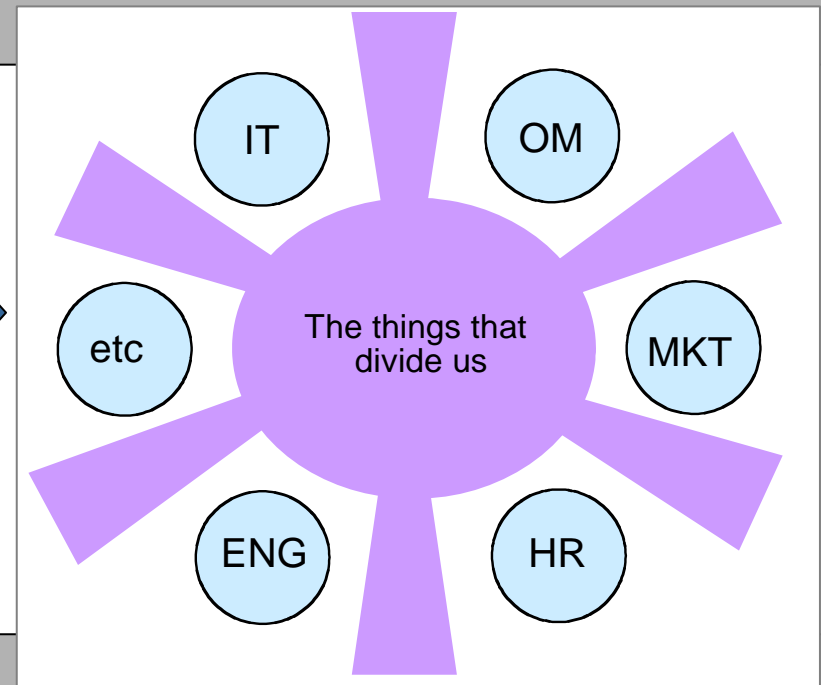 IT
OM
etc
The things that
divide us
MKT
ENG
HR